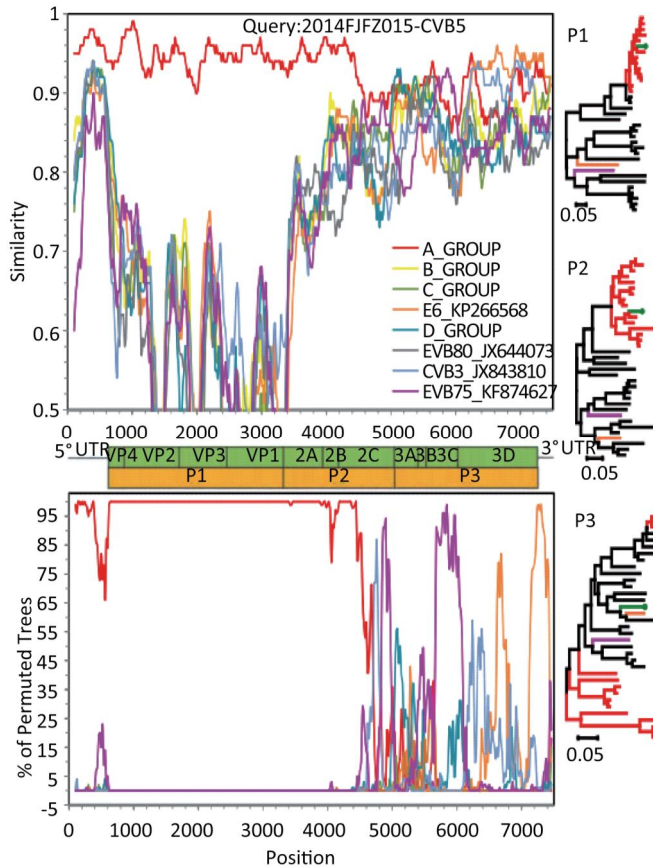 Query:2014FJFZ015-CVB5
1
0.9
0.8
0.7
0.6
0.5
Similarity
0 1000 2000 3000 4000 5000 6000 7000
A_GROUP
B_GROUP
C_GROUP
E6_KP266568
D_GROUP
EVB80_JX644073
CVB3_JX843810
EVB75_KF874627
5° UTR VP4 VP2 VP3 VP1 2A 2B 2C 3A 3B 3C 3D 3° UTR
P1 P2 P3
95
85
75
65
55
45
35
25
15
5
-5
% of Permuted Trees
0 1000 2000 3000 4000 5000 6000 7000
Position
P1
0.05
P2
0.05
P3
0.05